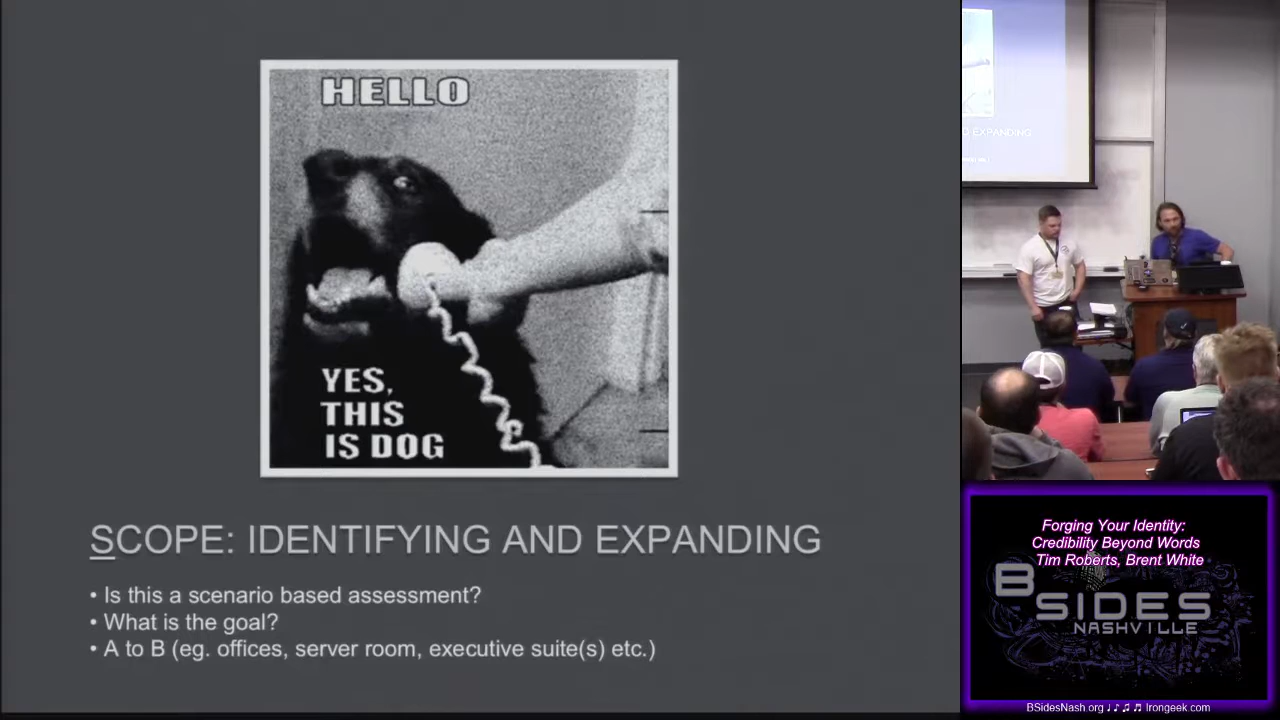 HELLO
YES,
THIS
IS DOG
SCOPE: IDENTIFYING AND EXPANDING
• Is this a scenario based assessment?
• What is the goal?
• A to B (eg. offices, server room, executive suite(s) etc.)
EXPANDING
Forging Your Identity:
Credibility Beyond Words
Tim Roberts, Brent White
BSIDES
NASHVILLE
BSidesNash.org ♩ ♪ ♫ ♬ Irongeek.com